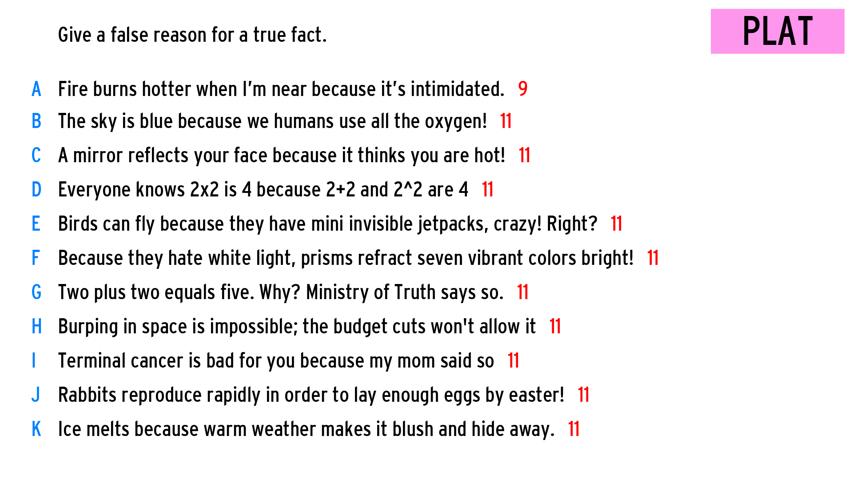 Give a false reason for a true fact.
PLAT
A Fire burns hotter when I'm near because it's intimidated. 9
B The sky is blue because we humans use all the oxygen! 11
C A mirror reflects your face because it thinks you are hot! 11
D Everyone knows 2x2 is 4 because 2+2 and 2^2 are 4 11
E Birds can fly because they have mini invisible jetpacks, crazy! Right? 11
F Because they hate white light, prisms refract seven vibrant colors bright! 11
G Two plus two equals five. Why? Ministry of Truth says so. 11
H Burping in space is impossible; the budget cuts won't allow it 11
I Terminal cancer is bad for you because my mom said so 11
J Rabbits reproduce rapidly in order to lay enough eggs by easter! 11
K Ice melts because warm weather makes it blush and hide away. 11